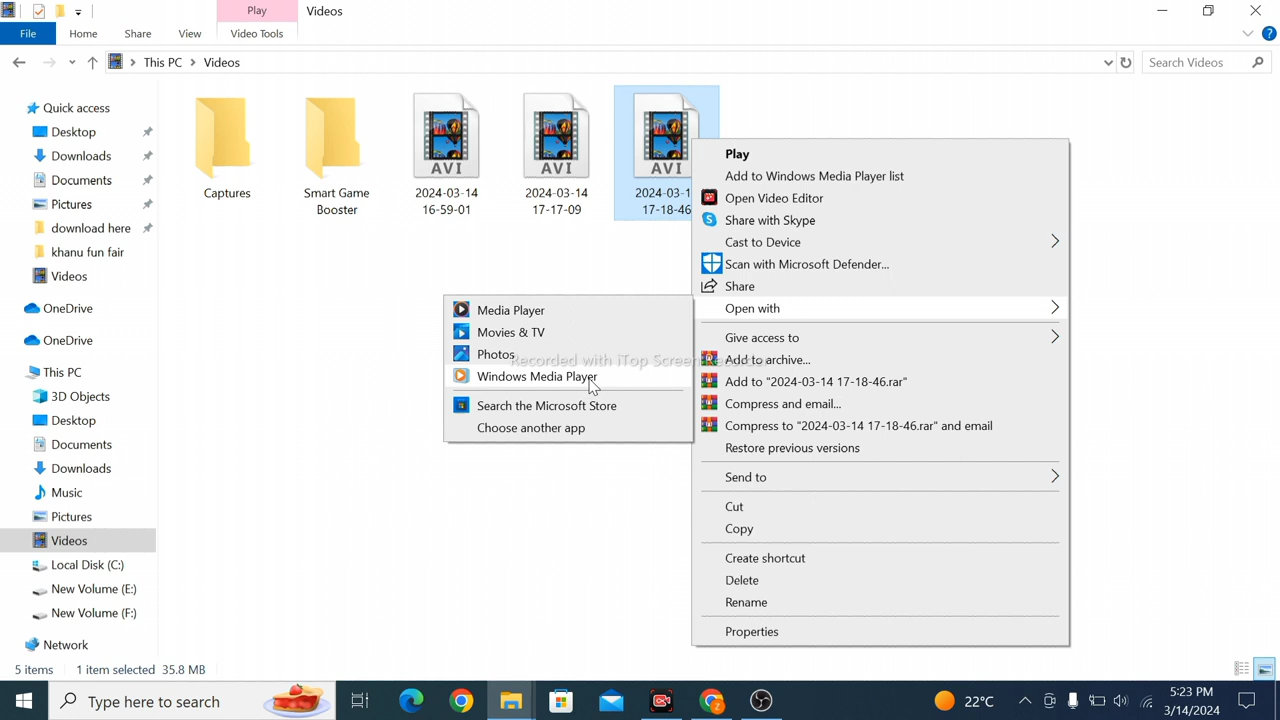 Play
Videos
File
Home
Share
View
Video Tools
This PC
Videos
Search Videos
Quick access
Desktop
Downloads
Documents
Pictures
download here
khanu fun fair
Videos
OneDrive
OneDrive
This PC
3D Objects
Desktop
Documents
Downloads
Music
Pictures
Videos
Local Disk (C:)
New Volume (E:)
New Volume (F:)
Network
Captures
Smart Game
Booster
AVI
2024-03-14
16-59-01
AVI
2024-03-14
17-17-09
AVI
2024-03-1
17-18-46
Play
Add to Windows Media Player list
Open Video Editor
Share with Skype
Cast to Device
Scan with Microsoft Defender...
Share
Open with
Give access to
Add to archive...
Add to "2024-03-14 17-18-46.rar"
Compress and email...
Compress to "2024-03-14 17-18-46.rar" and email
Restore previous versions
Send to
Cut
Copy
Create shortcut
Delete
Rename
Properties
Media Player
Movies & TV
Photos
Windows Media Player
Search the Microsoft Store
Choose another app
Recorded with iTop Screen Recorder
5 items
1 item selected 35.8 MB
Type here to search
22°C
5:23 PM
3/14/2024